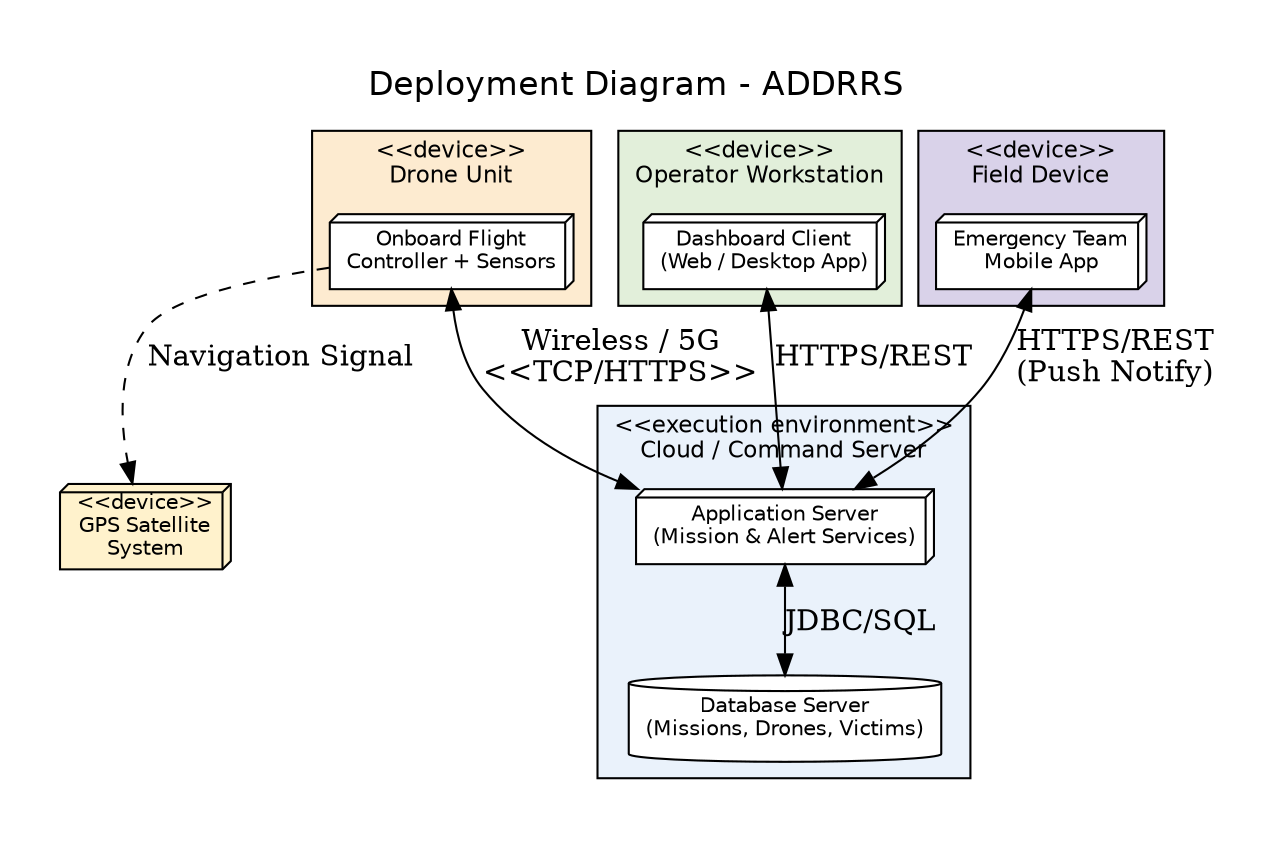 Deployment Diagram - ADDRRS
<<device>>
Drone Unit
Onboard Flight
Controller + Sensors
<<device>>
Operator Workstation
Dashboard Client
(Web / Desktop App)
<<device>>
Field Device
Emergency Team
Mobile App
Navigation Signal
Wireless / 5G
<<TCP/HTTPS>>
HTTPS/REST
HTTPS/REST
(Push Notify)
<<device>>
GPS Satellite
System
<<execution environment>>
Cloud / Command Server
Application Server
(Mission & Alert Services)
JDBC/SQL
Database Server
(Missions, Drones, Victims)